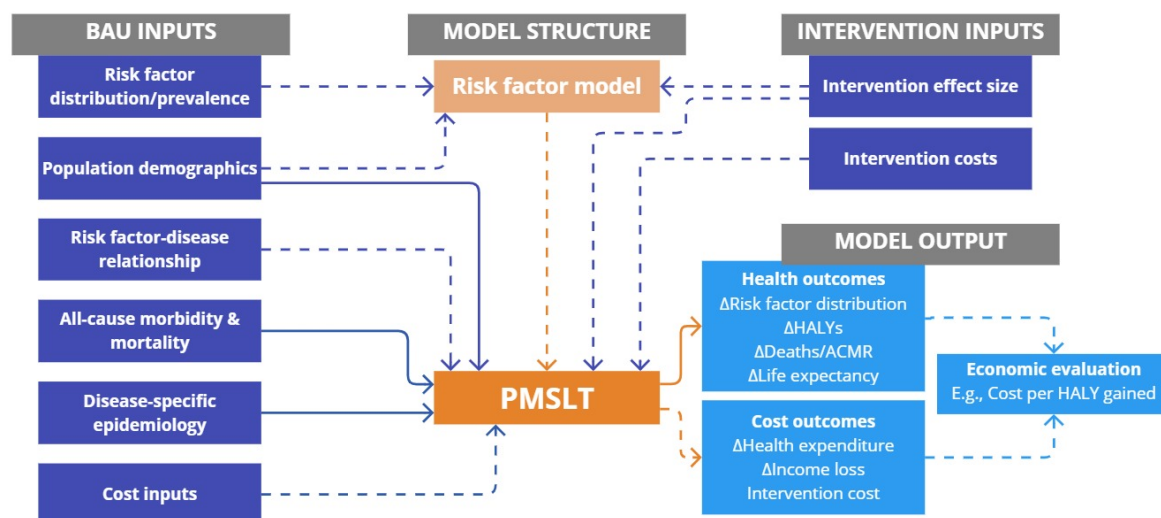 BAU INPUTS
Risk factor
distribution/prevalence
Population demographics
Risk factor-disease
relationship
All-cause morbidity &
mortality
Disease-specific
epidemiology
Cost inputs
MODEL STRUCTURE
Risk factor model
PMSLT
INTERVENTION INPUTS
Intervention effect size
Intervention costs
MODEL OUTPUT
Health outcomes
ΔRisk factor distribution
ΔHALYs
ΔDeaths/ACMR
ΔLife expectancy
Cost outcomes
ΔHealth expenditure
ΔIncome loss
Intervention cost
Economic evaluation
E.g., Cost per HALY gained